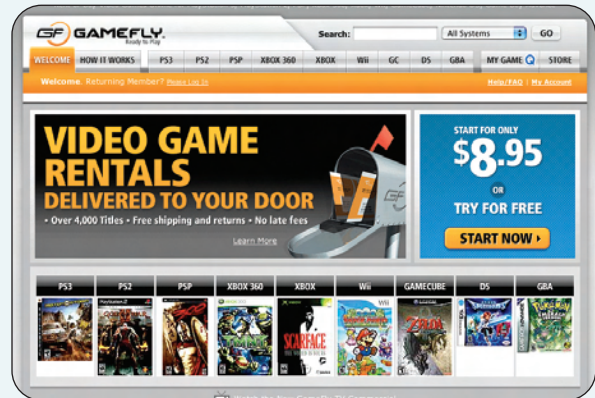 GF GAMEFLY.
Ready to Play
Search: All Systems GO
WELCOME HOW IT WORKS PS3 PS2 PSP XBOX 360 XBOX Wii GC DS GBA MY GAME Q STORE
Welcome. Returning Member? Please Log In Help/FAQ | My Account
VIDEO GAME
RENTALS
DELIVERED TO YOUR DOOR
• Over 4,000 Titles • Free shipping and returns • No late fees
Learn More
START FOR ONLY
$8.95
OR
TRY FOR FREE
START NOW
PS3 PS2 PSP XBOX 360 XBOX Wii GAMECUBE DS GBA
SCARFACE
ZELDA